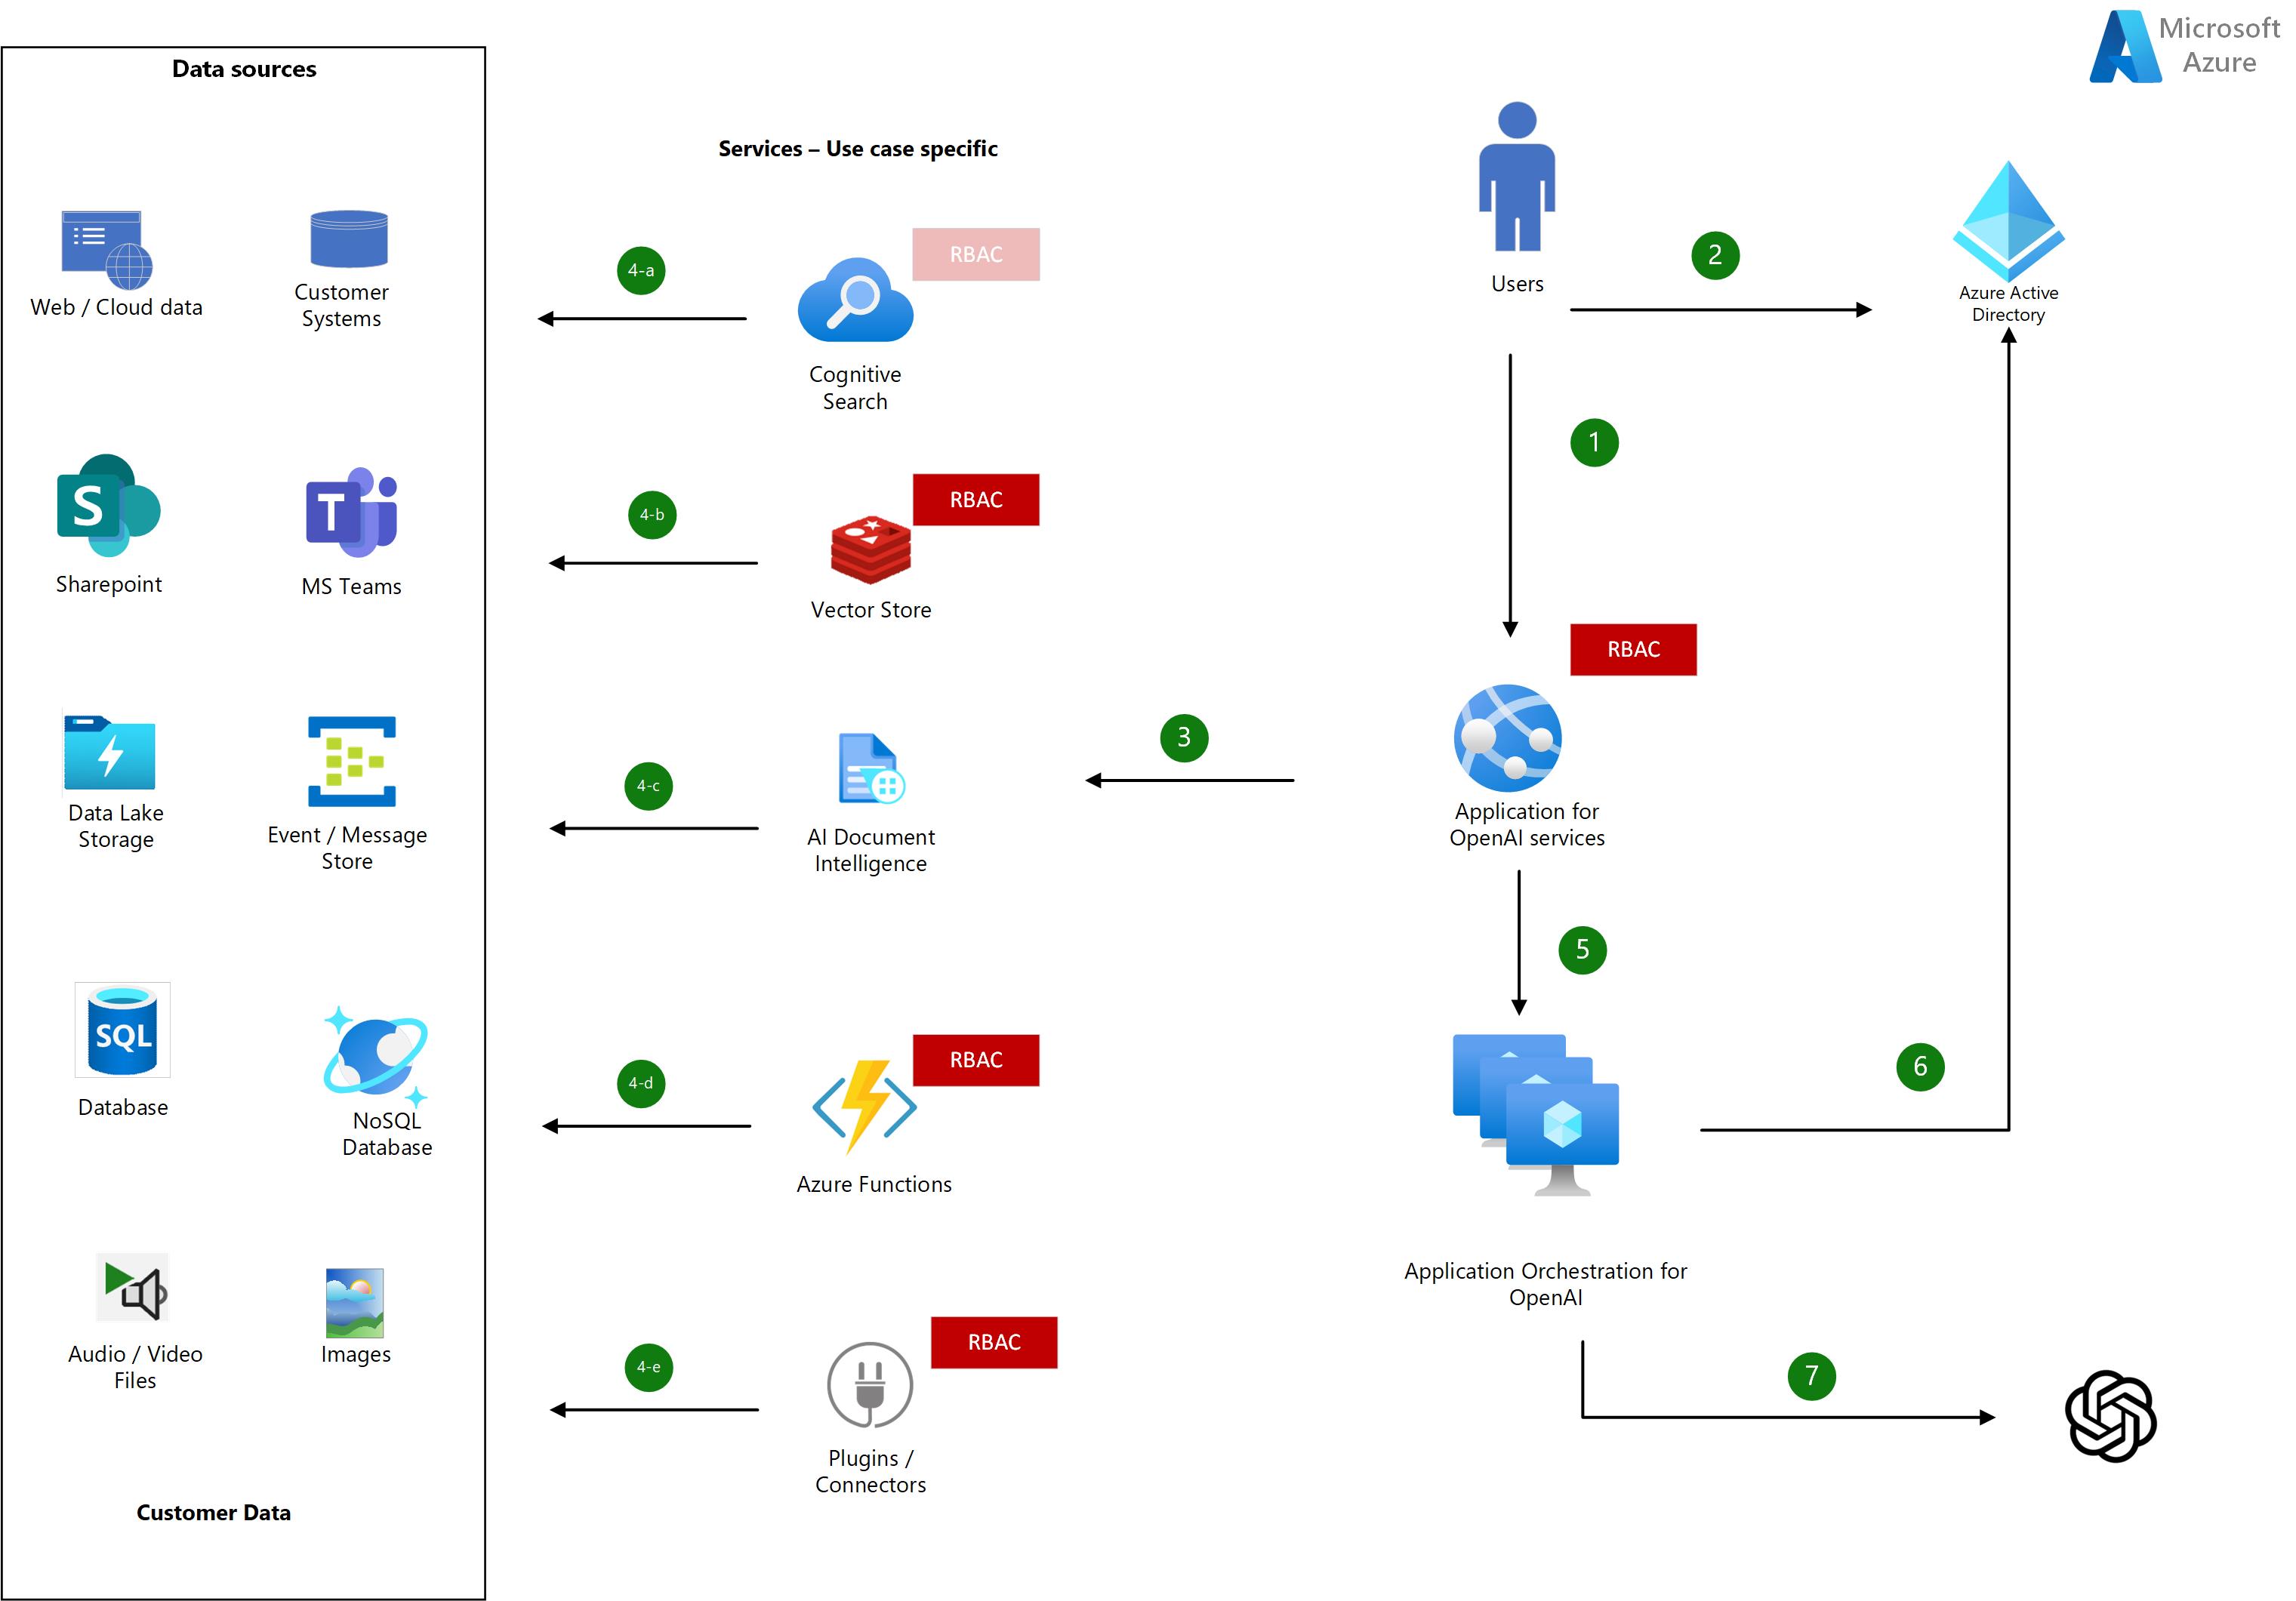 Microsoft
Azure
Data sources
Services – Use case specific
Web / Cloud data
Customer
Systems
4-a
RBAC
Cognitive
Search
Users
2
Azure Active
Directory
1
S
Sharepoint
T
MS Teams
4-b
RBAC
Vector Store
RBAC
Data Lake
Storage
Event / Message
Store
4-c
AI Document
Intelligence
3
Application for
OpenAI services
5
SQL
Database
NoSQL
Database
4-d
RBAC
Azure Functions
6
Application Orchestration for
OpenAI
Audio / Video
Files
Images
4-e
RBAC
Plugins /
Connectors
7
Customer Data